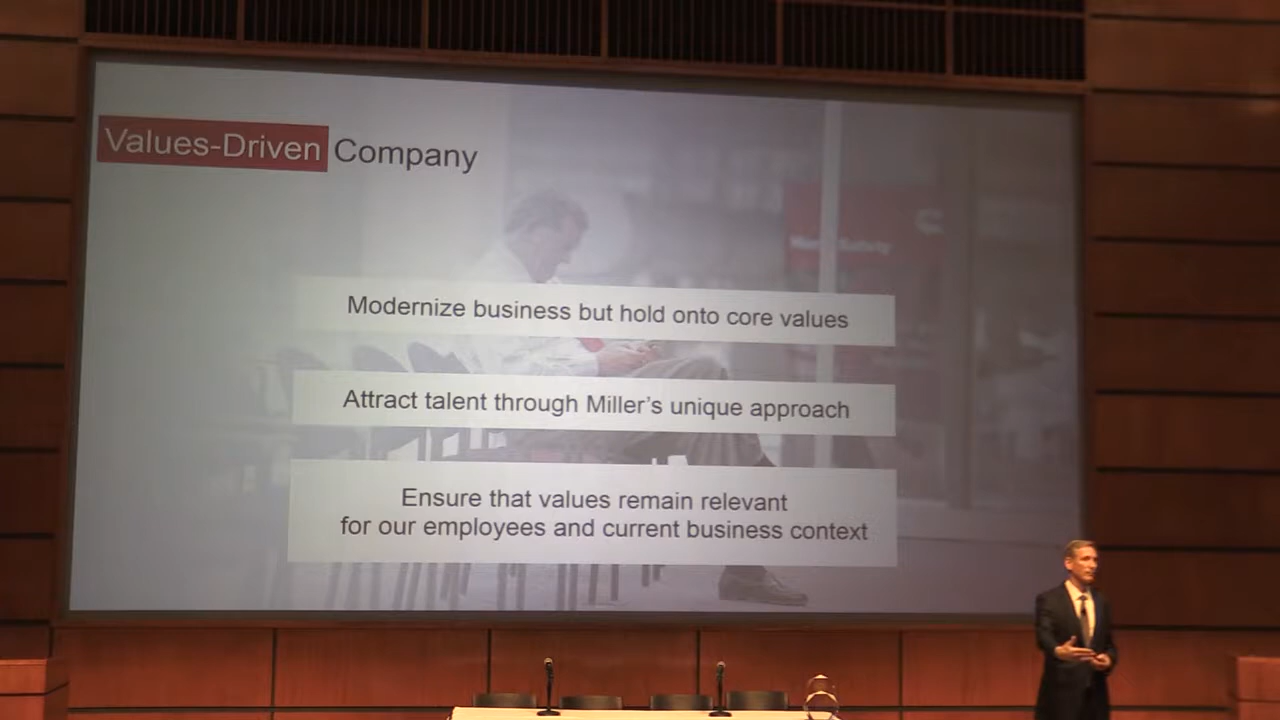 Values-Driven Company
Safety
Modernize business but hold onto core values
Attract talent through Miller's unique approach
Ensure that values remain relevant
for our employees and current business context